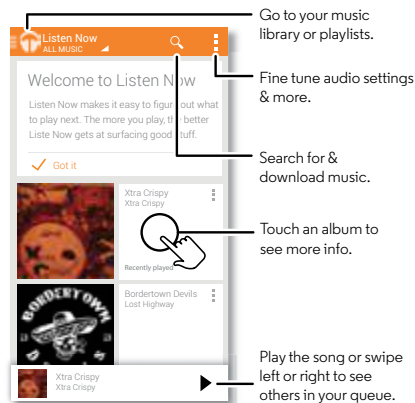 Listen Now
ALL MUSIC
Welcome to Listen Now
Listen Now makes it easy to figure out what
to play next. The more you play, the better
Liste Now gets at surfacing good stuff.
Got it
Xtra Crispy
Xtra Crispy
Recently played
BORDERTOWN
Bordertown Devils
Lost Highway
Xtra Crispy
Xtra Crispy
Go to your music
library or playlists.
Fine tune audio settings
& more.
Search for &
download music.
Touch an album to
see more info.
Play the song or swipe
left or right to see
others in your queue.